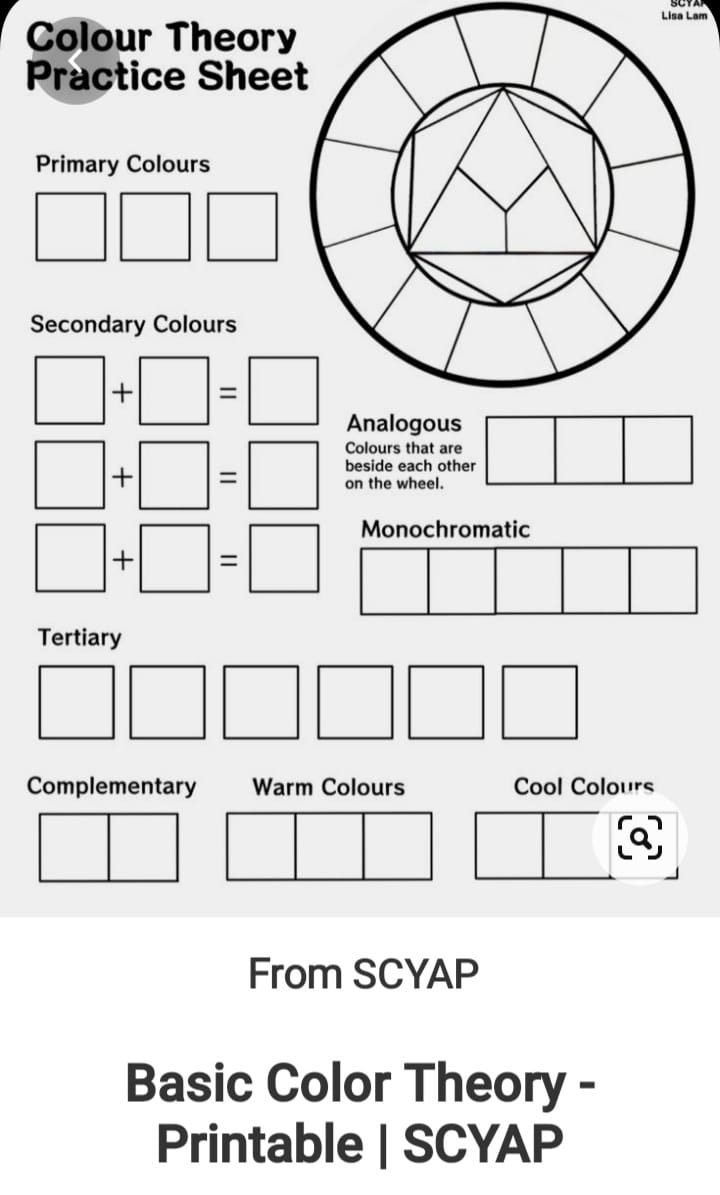 SCYAP
Lisa Lam
Colour Theory
Practice Sheet
Primary Colours
Secondary Colours
+ =
+ =
+ =
Analogous
Colours that are
beside each other
on the wheel.
Monochromatic
Tertiary
Complementary
Warm Colours
Cool Colours
From SCYAP
Basic Color Theory -
Printable | SCYAP